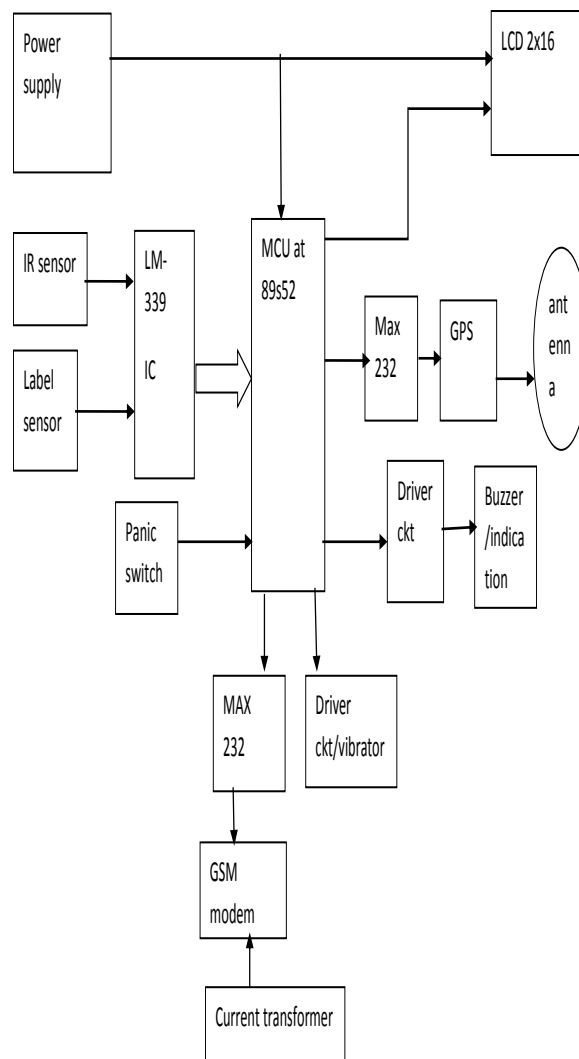 Power
supply
LCD 2x16
IR sensor
LM-
339
IC
MCU at
89s52
Label
sensor
Max
232
GPS
ant
enn
a
Panic
switch
Driver
ckt
Buzzer
/indica
tion
MAX
232
Driver
ckt/vibrator
GSM
modem
Current transformer